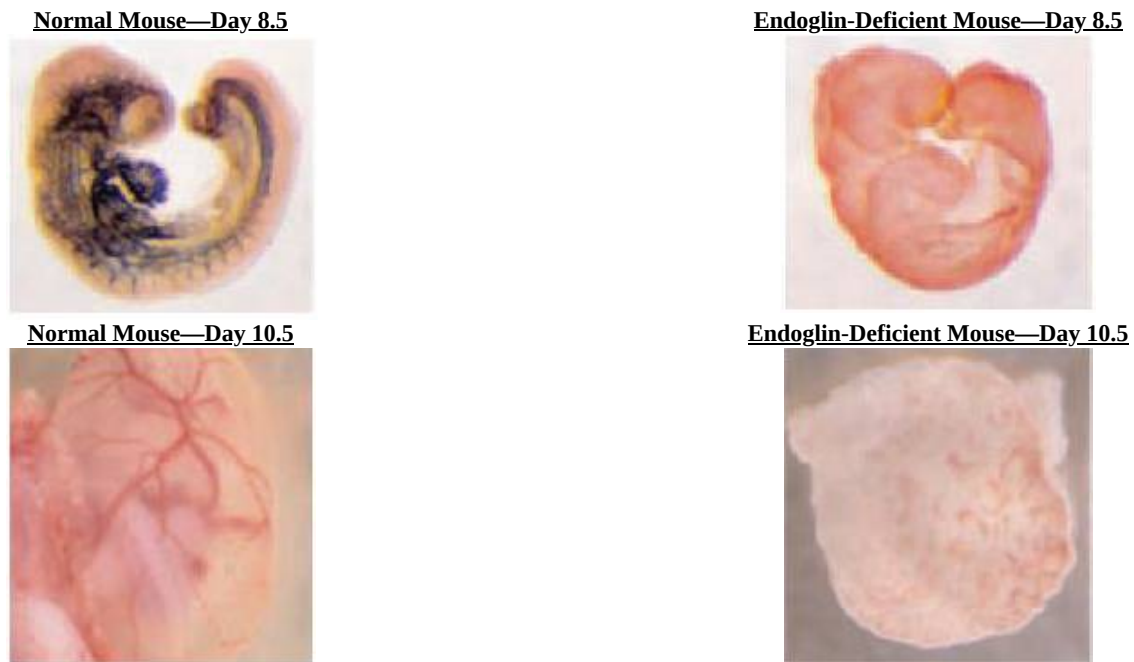 Normal Mouse—Day 8.5
Endoglin-Deficient Mouse—Day 8.5
Normal Mouse—Day 10.5
Endoglin-Deficient Mouse—Day 10.5